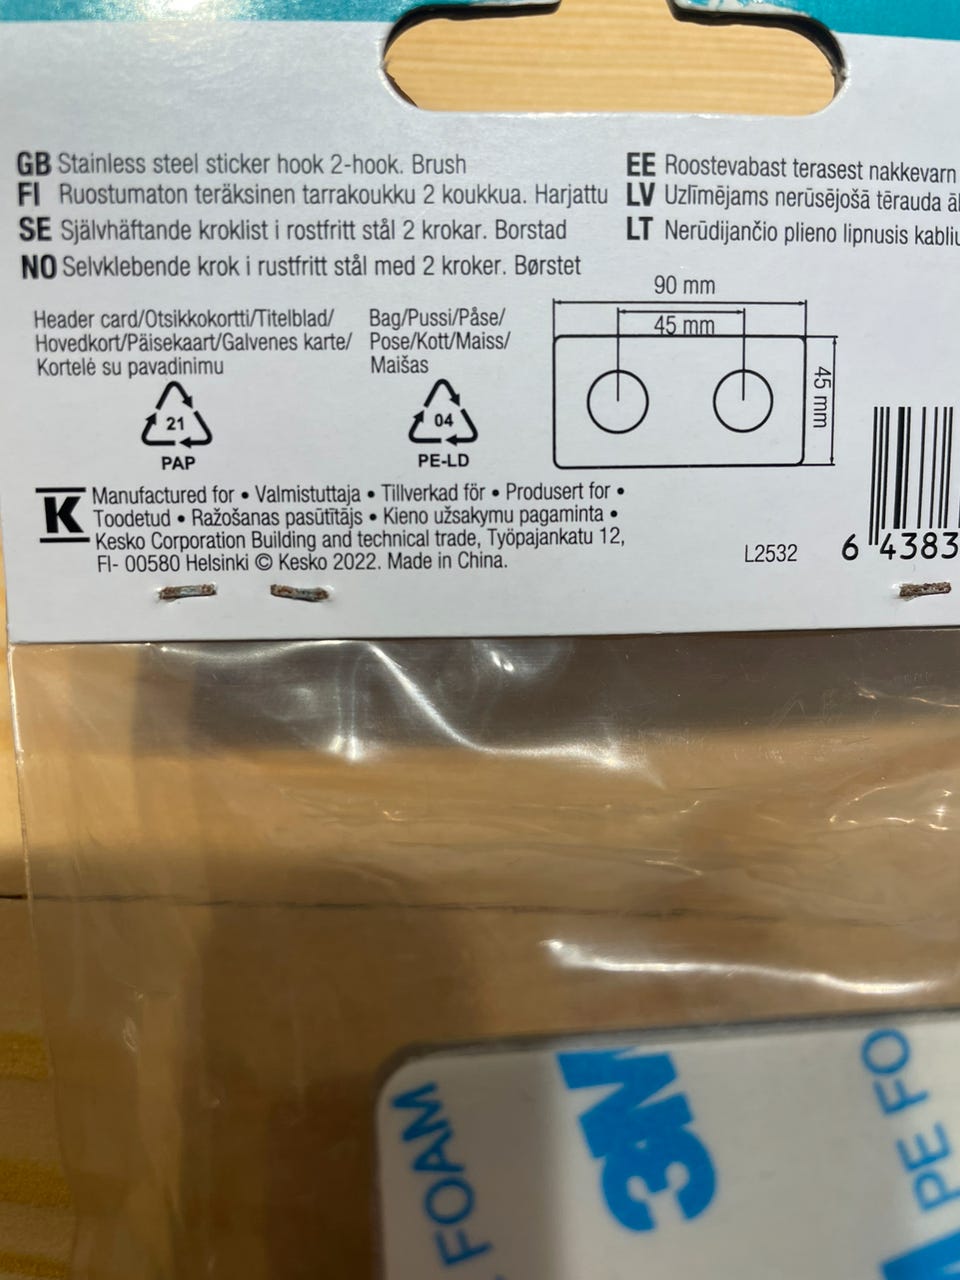 GB Stainless steel sticker hook 2-hook. Brush
FI Ruostumaton teräksinen tarrakoukku 2 koukkua. Harjattu
SE Självhäftande kroklist i rostfritt stål 2 krokar. Borstad
NO Selvklebende krok i rustfritt stål med 2 kroker. Børstet
EE Roostevabast terasest nakkevarn
LV Uzlīmējams nerūsējošā tērauda
LT Nerūdijančio plieno lipnusis
Header card/Otsikkokortti/Titelblad/
Hovedkort/Päisekaart/Galvenes karte/
Kortelė su pavadinimu
21
PAP
Bag/Pussi/Påse/
Pose/Kott/Maiss/
Maišas
04
PE-LD
90 mm
45 mm
45 mm
K
Manufactured for • Valmistuttaja • Tillverkad för • Produsert for •
Toodetud • Ražošanas pasūtītājs • Kieno užsakymu pagaminta •
Kesko Corporation Building and technical trade, Työpajankatu 12,
FI- 00580 Helsinki © Kesko 2022. Made in China.
L2532
6 4383
FOAM
3M
PE FO